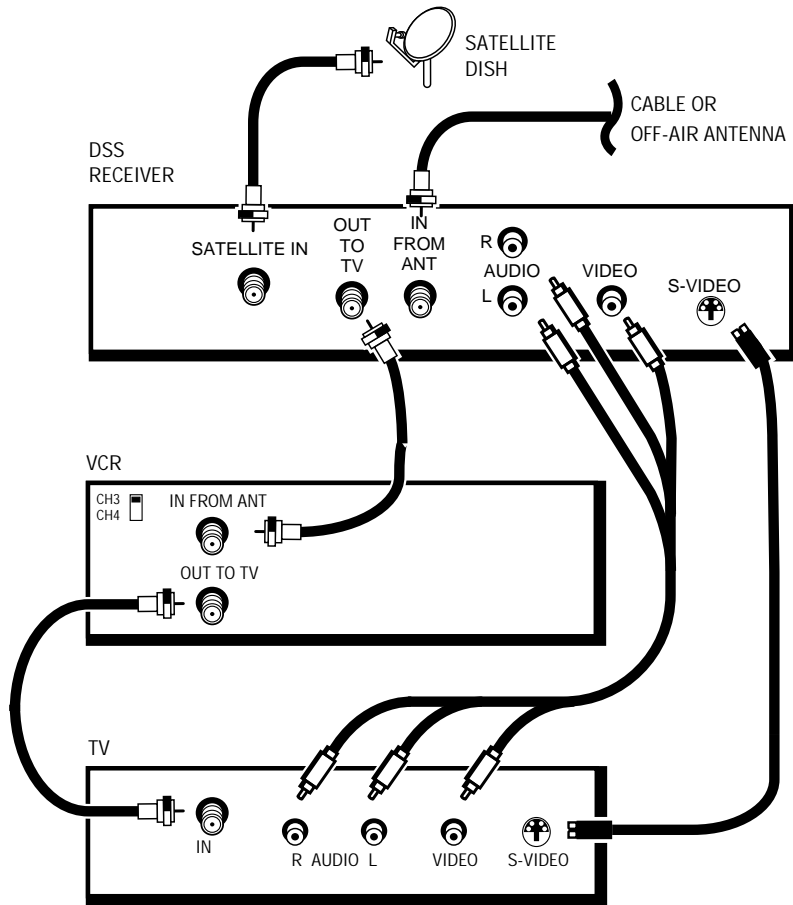 SATELLITE
DISH
CABLE OR
OFF-AIR ANTENNA
DSS
RECEIVER
SATELLITE IN
OUT
TO
TV
IN
FROM
ANT
R
AUDIO
L
VIDEO
S-VIDEO
VCR
CH3
CH4
IN FROM ANT
OUT TO TV
TV
IN
R AUDIO L
VIDEO
S-VIDEO